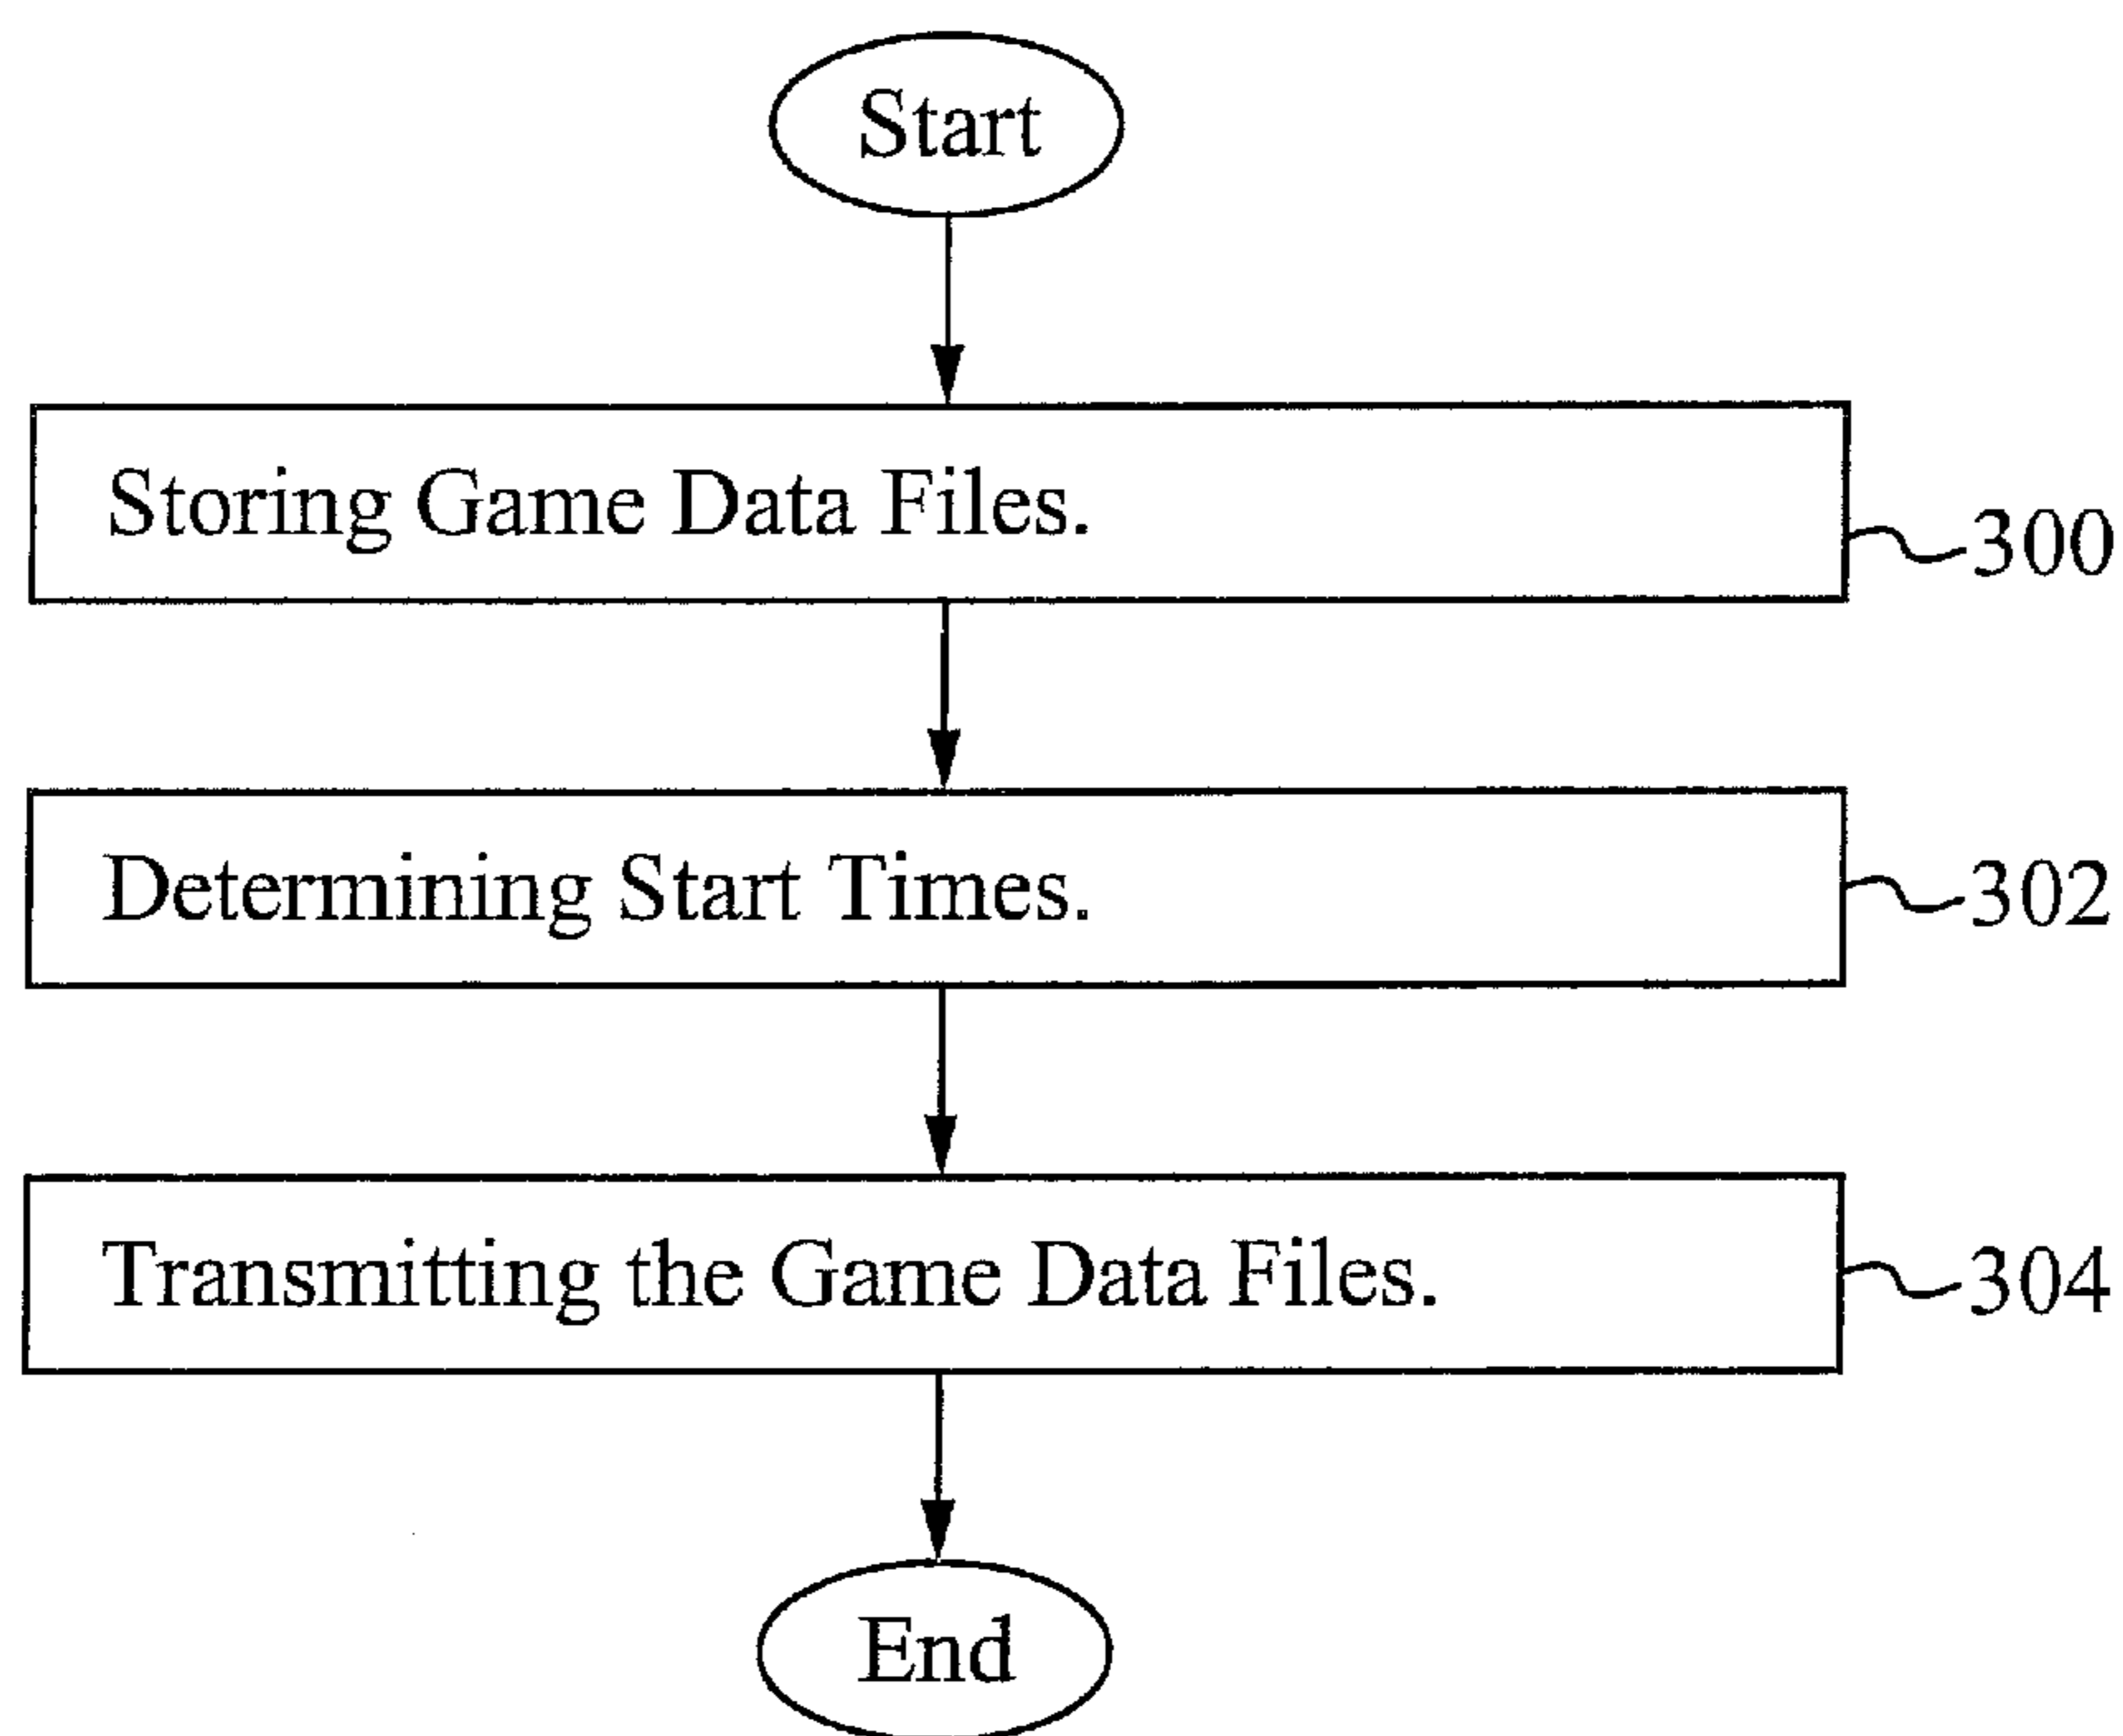 Start
Storing Game Data Files.
300
Determining Start Times.
302
Transmitting the Game Data Files.
304
End